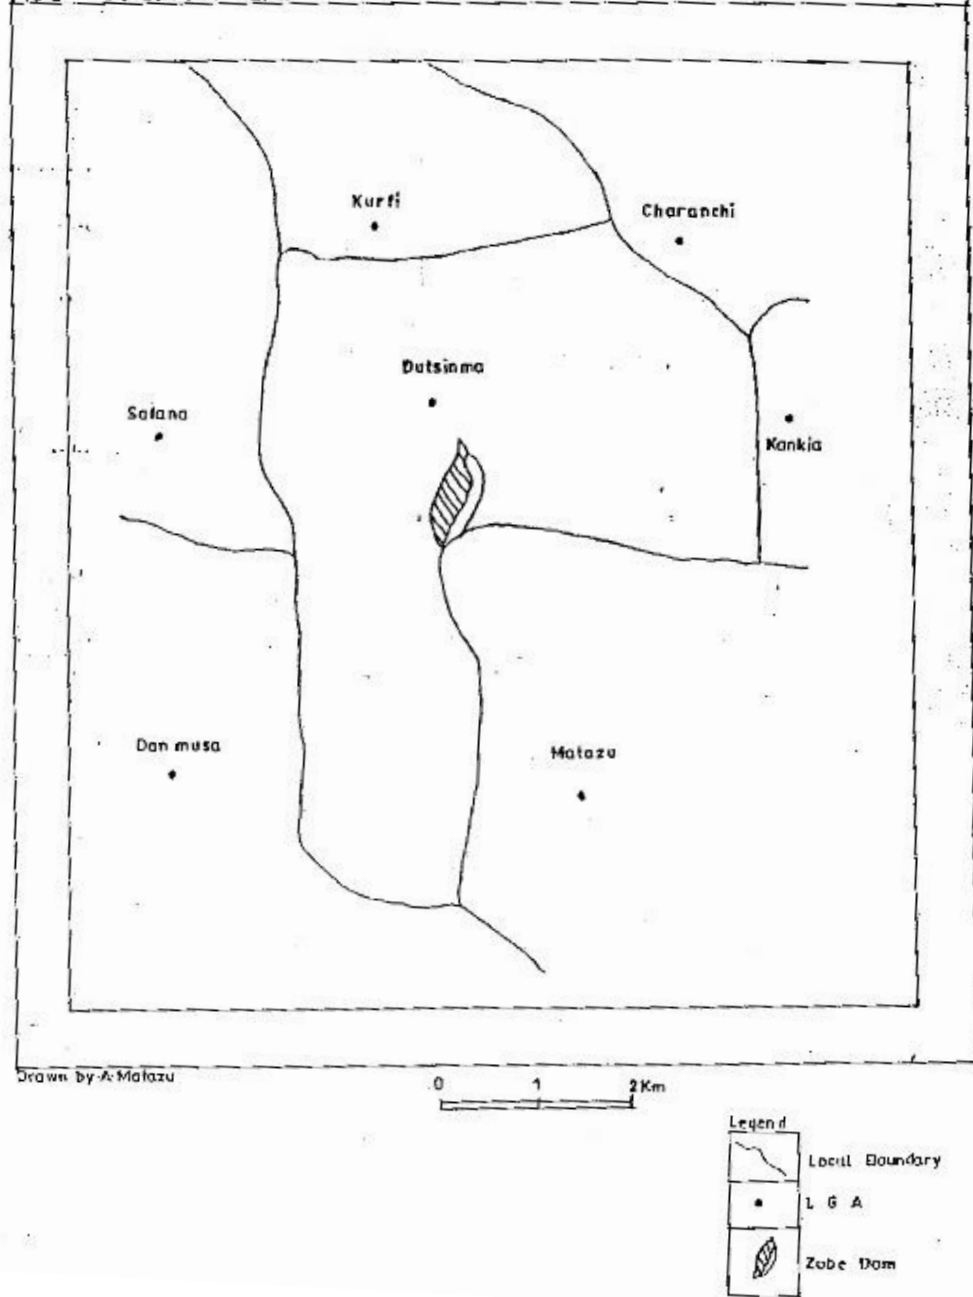 Kurfi
Charanchi
Dutsinma
Safana
Kankia
Dan musa
Matazu
Drawn by A. Matazu
0 1 2Km
Legend
Local Boundary
L G A
Zobe Dam